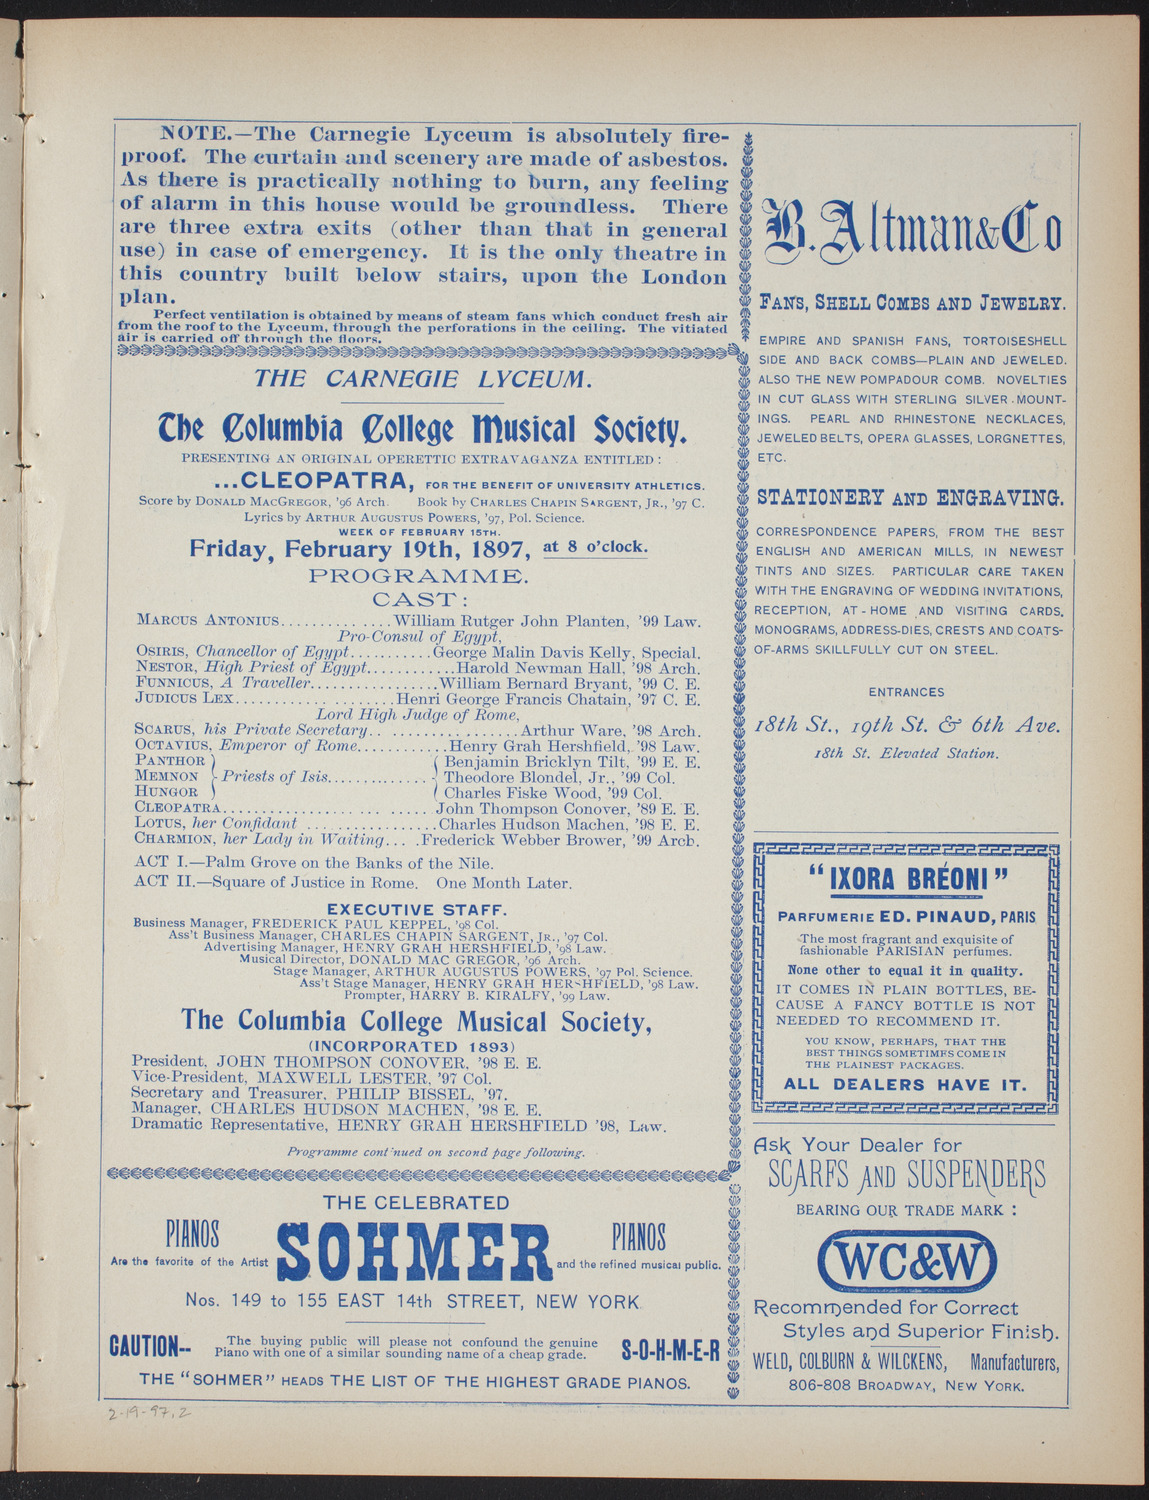 NOTE.—The Carnegie Lyceum is absolutely fire-
proof. The curtain and scenery are made of asbestos.
As there is practically nothing to burn, any feeling
of alarm in this house would be groundless. There
are three extra exits (other than that in general
use) in case of emergency. It is the only theatre in
this country built below stairs, upon the London
plan.
Perfect ventilation is obtained by means of steam fans which conduct fresh air
from the roof to the Lyceum, through the perforations in the ceiling. The vitiated
air is carried off through the floors.
THE CARNEGIE LYCEUM.
The Columbia College Musical Society.
PRESENTING AN ORIGINAL OPERETTIC EXTRAVAGANZA ENTITLED:
...CLEOPATRA, FOR THE BENEFIT OF UNIVERSITY ATHLETICS.
Score by DONALD MACGREGOR, '96 Arch. Book by CHARLES CHAPIN SARGENT, JR., '97 C.
Lyrics by ARTHUR AUGUSTUS POWERS, '97, Pol. Science.
WEEK OF FEBRUARY 15TH.
Friday, February 19th, 1897, at 8 o'clock.
PROGRAMME.
CAST:
MARCUS ANTONIUS.............William Rutger John Planten, '99 Law.
Pro-Consul of Egypt,
OSIRIS, Chancellor of Egypt...........George Malin Davis Kelly, Special.
NESTOR, High Priest of Egypt............Harold Newman Hall, '98 Arch.
FUNNICUS, A Traveller.................William Bernard Bryant, '99 C. E.
JUDICUS LEX.....................Henri George Francis Chatain, '97 C. E.
Lord High Judge of Rome,
SCARUS, his Private Secretary..................Arthur Ware, '98 Arch.
OCTAVIUS, Emperor of Rome............Henry Grah Hershfield, '98 Law.
PANTHOR
MEMNON
HUNGOR
} Priests of Isis..............{
Benjamin Bricklyn Tilt, '99 E. E.
Theodore Blondel, Jr., '99 Col.
Charles Fiske Wood, '99 Col.
CLEOPATRA...........................John Thompson Conover, '89 E. E.
LOTUS, her Confidant .................Charles Hudson Machen, '98 E. E.
CHARMION, her Lady in Waiting.....Frederick Webber Brower, '99 Arch.
ACT I.—Palm Grove on the Banks of the Nile.
ACT II.—Square of Justice in Rome. One Month Later.
EXECUTIVE STAFF.
Business Manager, FREDERICK PAUL KEPPEL, '98 Col.
Ass't Business Manager, CHARLES CHAPIN SARGENT, JR., '97 Col.
Advertising Manager, HENRY GRAH HERSHFIELD, '98 Law.
Musical Director, DONALD MAC GREGOR, '96 Arch.
Stage Manager, ARTHUR AUGUSTUS POWERS, '97 Pol. Science.
Ass't Stage Manager, HENRY GRAH HERSHFIELD, '98 Law.
Prompter, HARRY B. KIRALFY, '99 Law.
The Columbia College Musical Society,
(INCORPORATED 1893)
President, JOHN THOMPSON CONOVER, '98 E. E.
Vice-President, MAXWELL LESTER, '97 Col.
Secretary and Treasurer, PHILIP BISSEL, '97.
Manager, CHARLES HUDSON MACHEN, '98 E. E.
Dramatic Representative, HENRY GRAH HERSHFIELD '98, Law.
Programme continued on second page following.
THE CELEBRATED
PIANOS SOHMER PIANOS
Are the favorite of the Artist and the refined musical public.
Nos. 149 to 155 EAST 14th STREET, NEW YORK.
CAUTION-- The buying public will please not confound the genuine
Piano with one of a similar sounding name of a cheap grade. S-O-H-M-E-R
THE "SOHMER" HEADS THE LIST OF THE HIGHEST GRADE PIANOS.
B. Altman & Co
FANS, SHELL COMBS AND JEWELRY.
EMPIRE AND SPANISH FANS, TORTOISESHELL
SIDE AND BACK COMBS—PLAIN AND JEWELED.
ALSO THE NEW POMPADOUR COMB. NOVELTIES
IN CUT GLASS WITH STERLING SILVER MOUNT-
INGS. PEARL AND RHINESTONE NECKLACES,
JEWELED BELTS, OPERA GLASSES, LORGNETTES,
ETC.
STATIONERY AND ENGRAVING.
CORRESPONDENCE PAPERS, FROM THE BEST
ENGLISH AND AMERICAN MILLS, IN NEWEST
TINTS AND SIZES. PARTICULAR CARE TAKEN
WITH THE ENGRAVING OF WEDDING INVITATIONS,
RECEPTION, AT-HOME AND VISITING CARDS.
MONOGRAMS, ADDRESS-DIES, CRESTS AND COATS-
OF-ARMS SKILLFULLY CUT ON STEEL.
ENTRANCES
18th St., 19th St. & 6th Ave.
18th St. Elevated Station.
"IXORA BRÉONI"
PARFUMERIE ED. PINAUD, PARIS
The most fragrant and exquisite of
fashionable PARISIAN perfumes.
None other to equal it in quality.
IT COMES IN PLAIN BOTTLES, BE-
CAUSE A FANCY BOTTLE IS NOT
NEEDED TO RECOMMEND IT.
YOU KNOW, PERHAPS, THAT THE
BEST THINGS SOMETIMES COME IN
THE PLAINEST PACKAGES.
ALL DEALERS HAVE IT.
Ask Your Dealer for
SCARFS AND SUSPENDERS
BEARING OUR TRADE MARK:
WC&W
Recommended for Correct
Styles and Superior Finish.
WELD, COLBURN & WILCKENS, Manufacturers,
806-808 BROADWAY, NEW YORK.
2-19-97.2